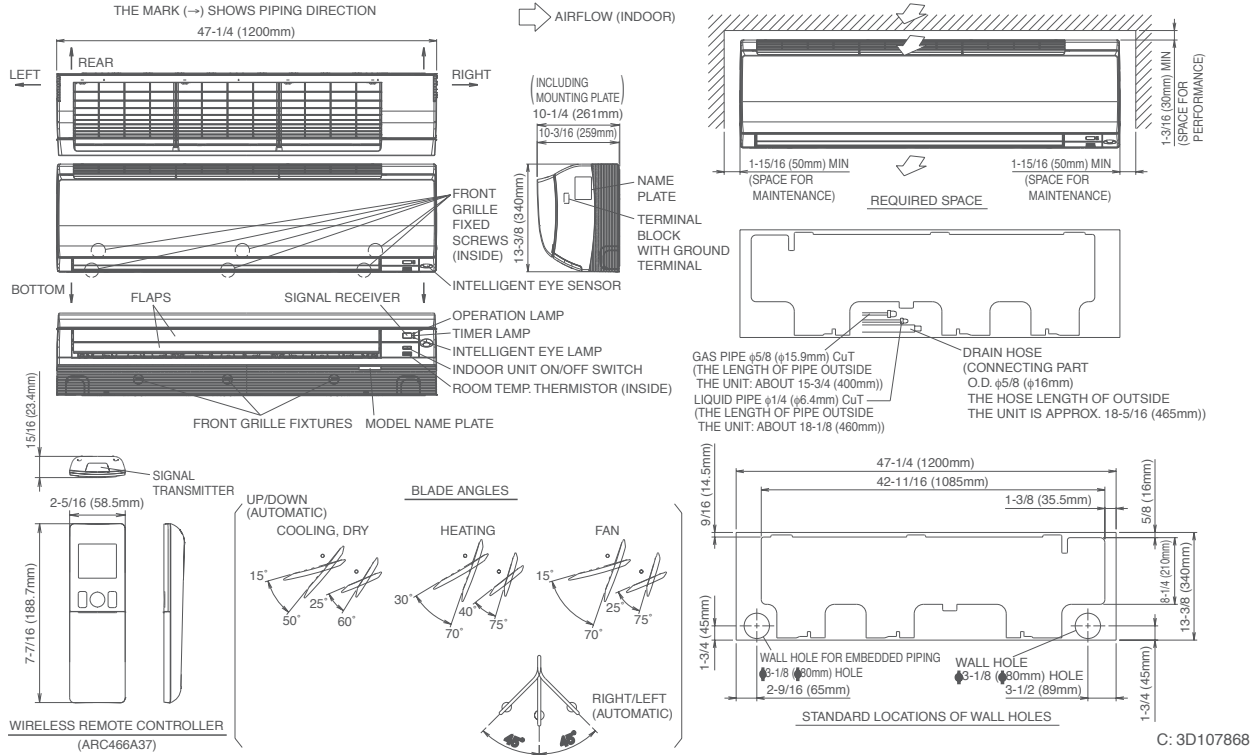 THE MARK (→) SHOWS PIPING DIRECTION
47-1/4 (1200mm)
REAR
LEFT
RIGHT
AIRFLOW (INDOOR)
(INCLUDING
MOUNTING PLATE)
10-1/4 (261mm)
10-3/16 (259mm)
13-3/8 (340mm)
NAME
PLATE
TERMINAL
BLOCK
WITH GROUND
TERMINAL
FRONT
GRILLE
FIXED
SCREWS
(INSIDE)
INTELLIGENT EYE SENSOR
BOTTOM
FLAPS
SIGNAL RECEIVER
OPERATION LAMP
TIMER LAMP
INTELLIGENT EYE LAMP
INDOOR UNIT ON/OFF SWITCH
ROOM TEMP. THERMISTOR (INSIDE)
FRONT GRILLE FIXTURES
MODEL NAME PLATE
1-3/16 (30mm) MIN
(SPACE FOR
PERFORMANCE)
1-15/16 (50mm) MIN
(SPACE FOR
MAINTENANCE)
1-15/16 (50mm) MIN
(SPACE FOR
MAINTENANCE)
REQUIRED SPACE
GAS PIPE φ5/8 (φ15.9mm) CuT
(THE LENGTH OF PIPE OUTSIDE
THE UNIT: ABOUT 15-3/4 (400mm))
LIQUID PIPE φ1/4 (φ6.4mm) CuT
(THE LENGTH OF PIPE OUTSIDE
THE UNIT: ABOUT 18-1/8 (460mm))
DRAIN HOSE
(CONNECTING PART
O.D. φ5/8 (φ16mm)
THE HOSE LENGTH OF OUTSIDE
THE UNIT IS APPROX. 18-5/16 (465mm))
15/16 (23.4mm)
SIGNAL
TRANSMITTER
2-5/16 (58.5mm)
7-7/16 (188.7mm)
WIRELESS REMOTE CONTROLLER
(ARC466A37)
BLADE ANGLES
UP/DOWN
(AUTOMATIC)
COOLING, DRY
HEATING
FAN
15°
50°
25°
60°
30°
70°
40°
75°
15°
70°
25°
75°
RIGHT/LEFT
(AUTOMATIC)
45°
45°
47-1/4 (1200mm)
42-11/16 (1085mm)
1-3/8 (35.5mm)
9/16 (14.5mm)
5/8 (16mm)
8-1/4 (210mm)
13-3/8 (340mm)
1-3/4 (45mm)
1-3/4 (45mm)
WALL HOLE FOR EMBEDDED PIPING
φ3-1/8 (φ80mm) HOLE
2-9/16 (65mm)
WALL HOLE
φ3-1/8 (φ80mm) HOLE
3-1/2 (89mm)
STANDARD LOCATIONS OF WALL HOLES
C: 3D107868